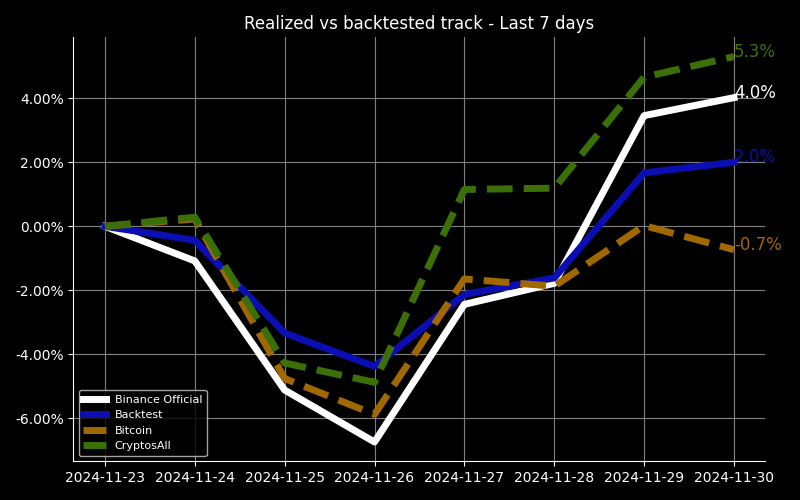 Realized vs backtested track - Last 7 days
5.3%
4.0%
4.00%
2.00%
2.0%
0.00%
-0.7%
-2.00%
-4.00%
-6.00%
Binance Official
Backtest
Bitcoin
CryptosAll
2024-11-23 2024-11-24 2024-11-25 2024-11-26 2024-11-27 2024-11-28 2024-11-29 2024-11-30